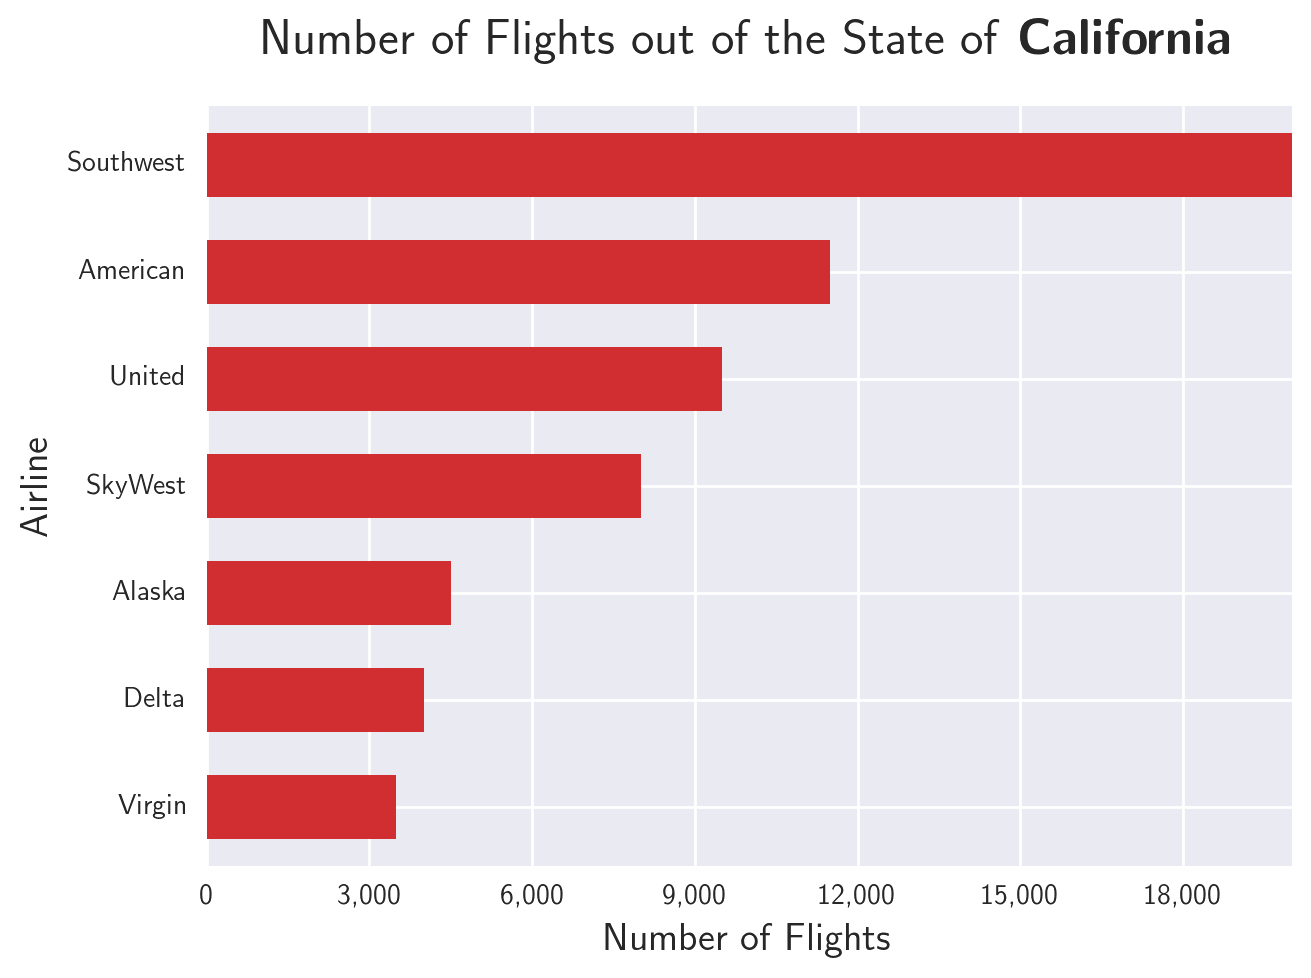 Number of Flights out of the State of California
Southwest
American
United
SkyWest
Alaska
Delta
Virgin
Airline
0 3,000 6,000 9,000 12,000 15,000 18,000
Number of Flights